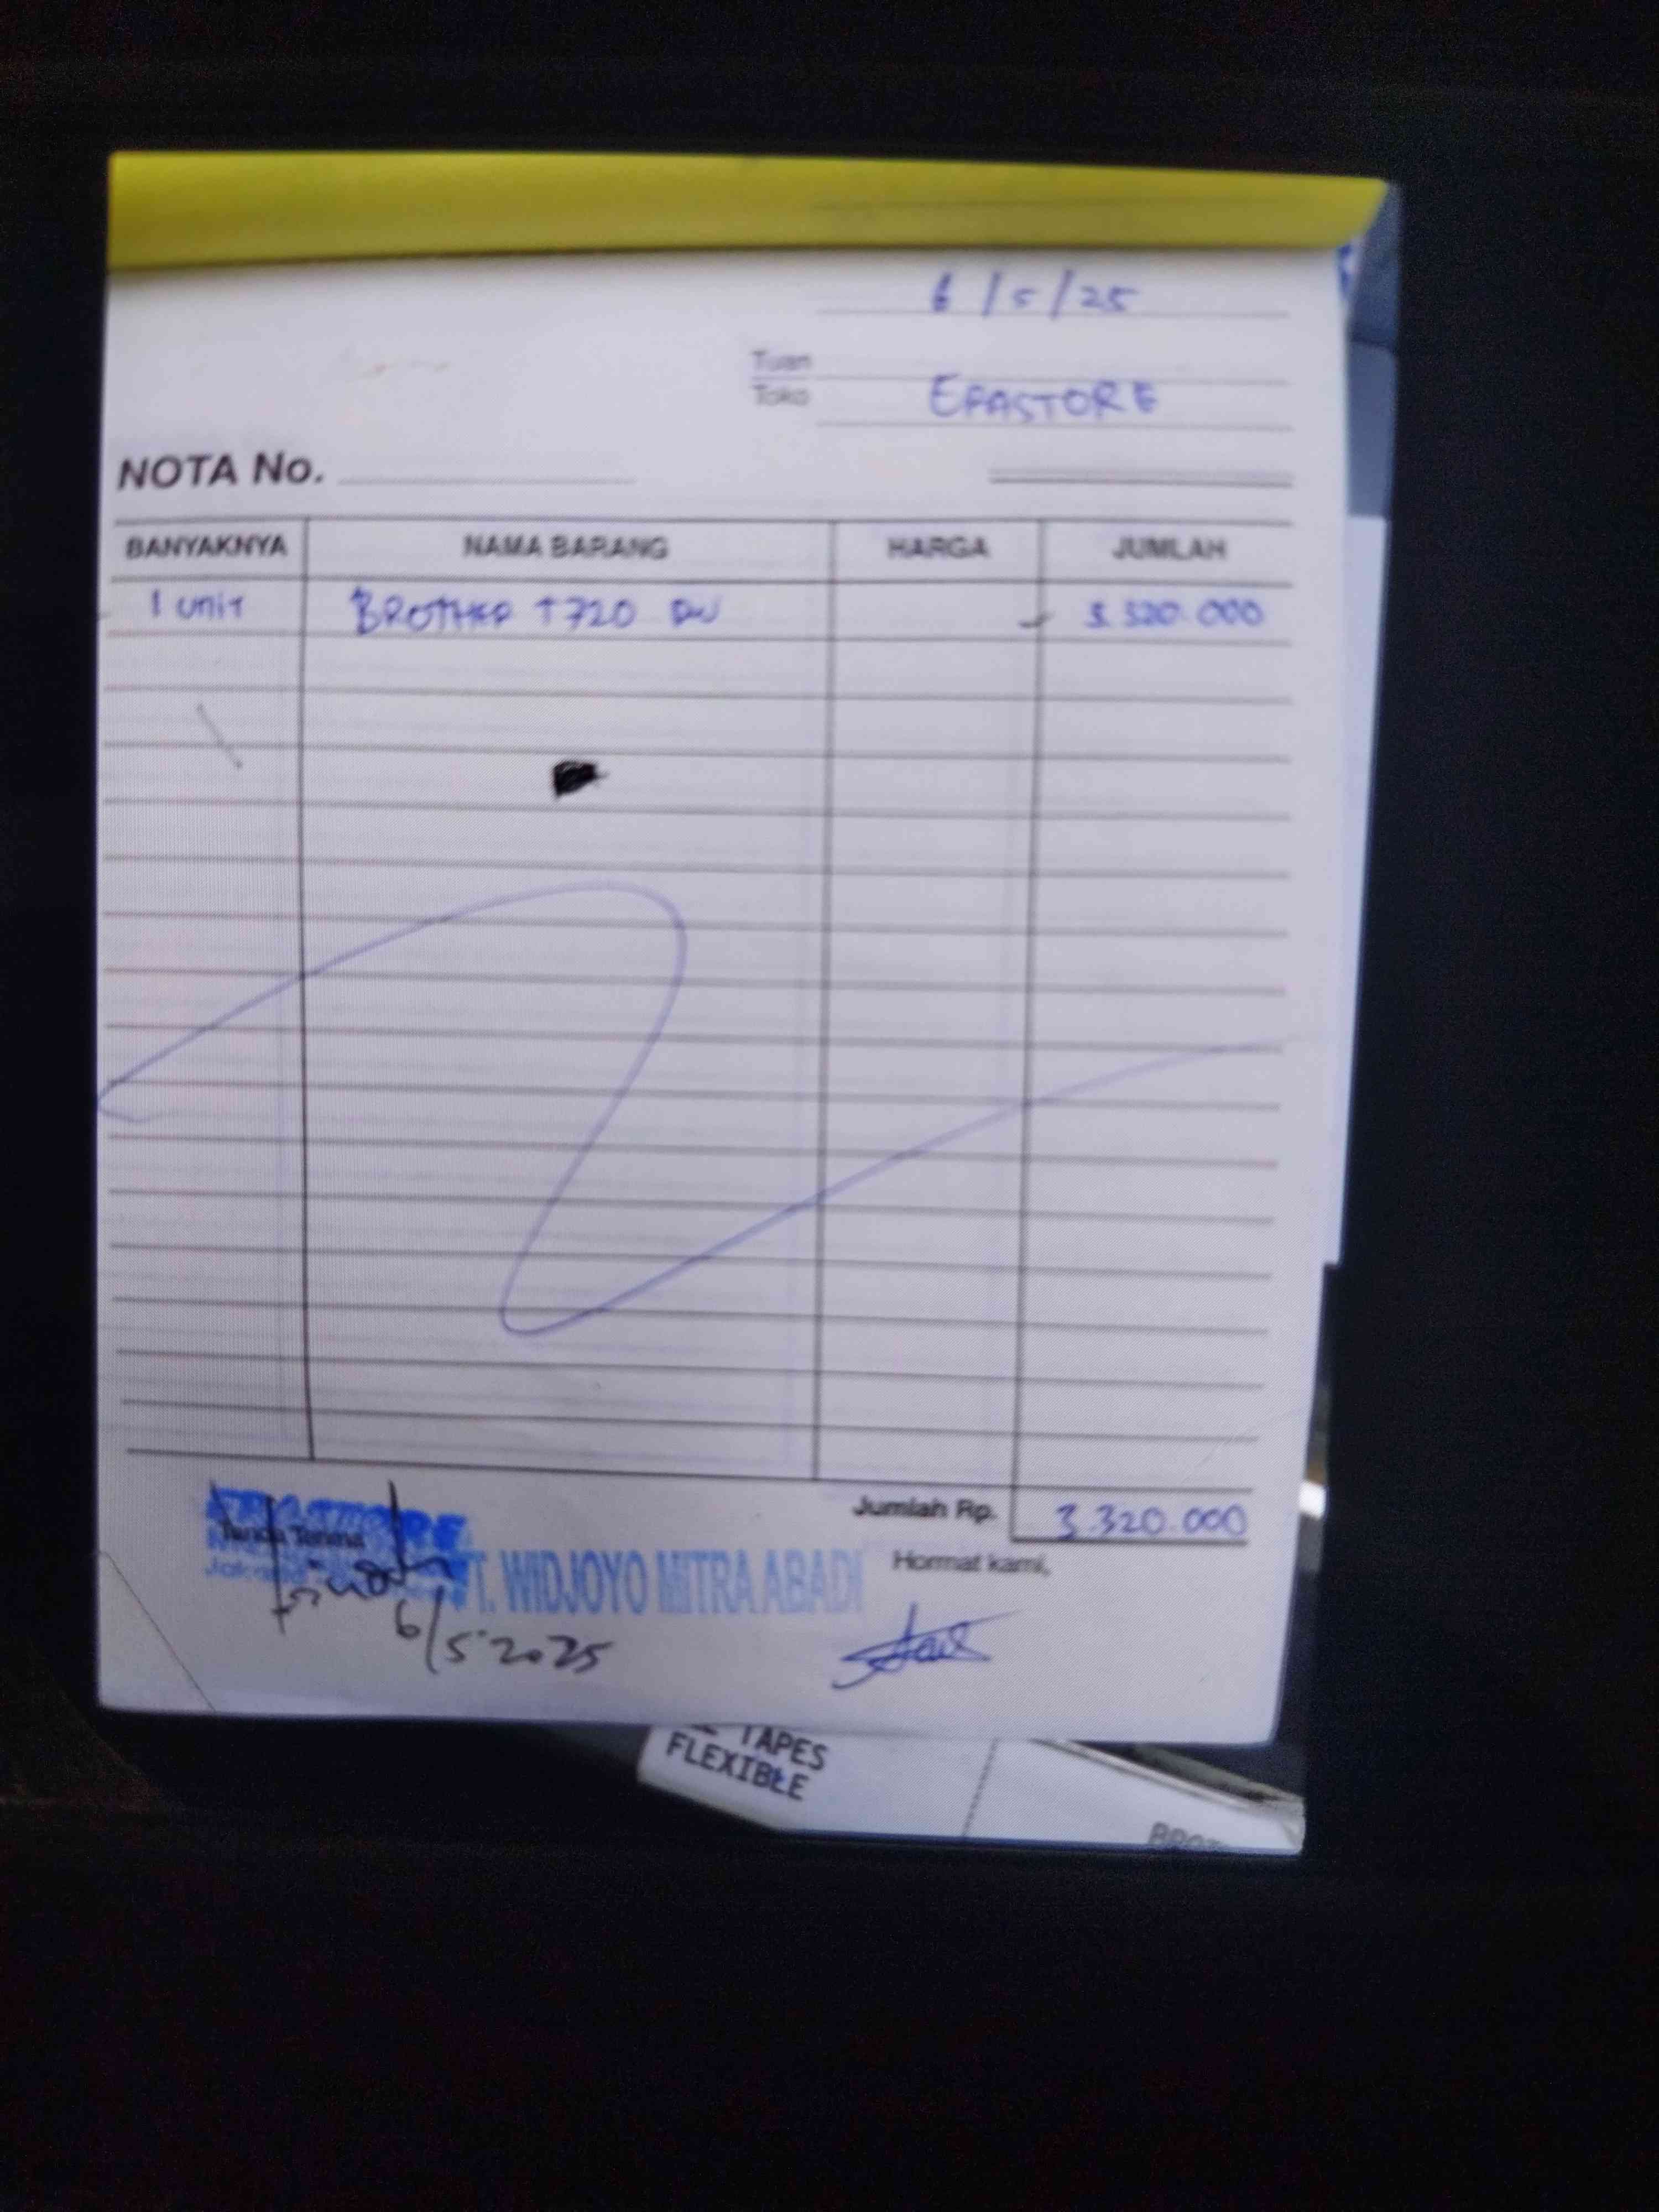 6/5/25
Tuan
Toko EPASTORE
NOTA No.
BANYAKNYA NAMA BARANG HARGA JUMLAH
1 unit BROTHER T720 DW 3.320.000
Jumlah Rp. 3.320.000
Tanda Terima
Hormat kami,
PT. WIDJOYO MITRA ABADI
6/5 2025
TAPES
FLEXIBLE